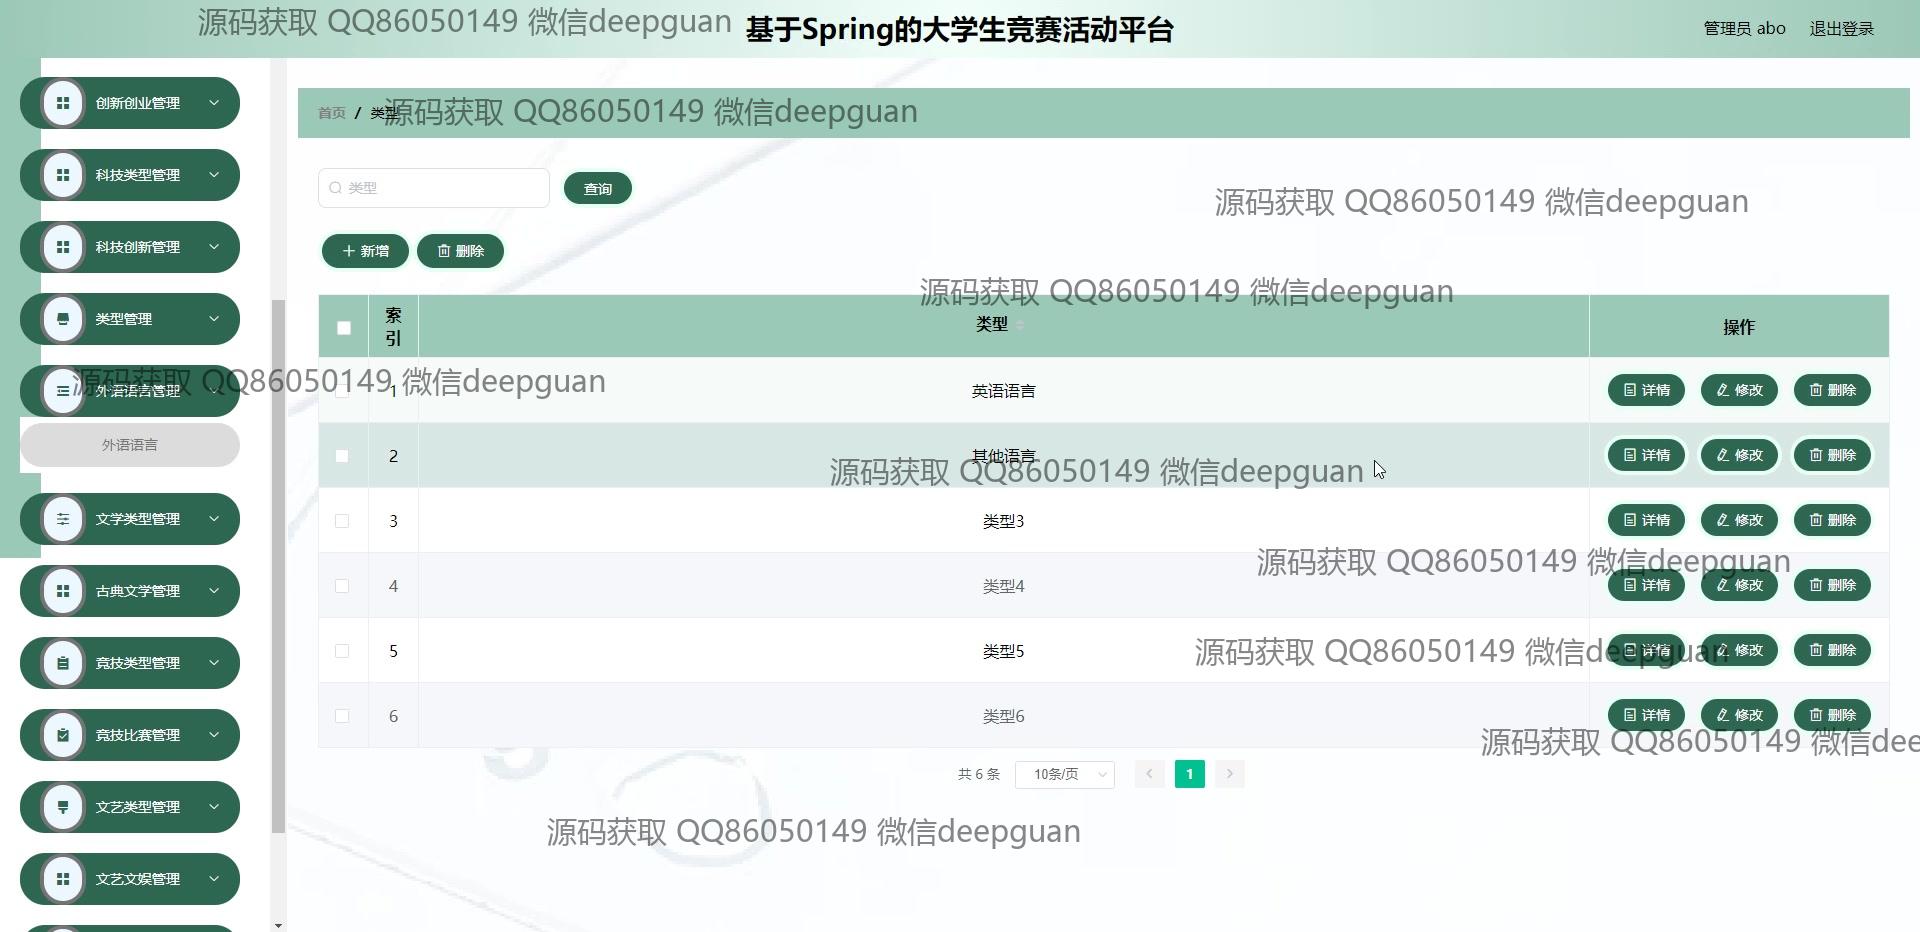 源码获取 QQ86050149 微信deepguan
基于Spring的大学生竞赛活动平台
管理员 abo 退出登录
创新创业管理
科技类型管理
科技创新管理
类型管理
外语语言管理
外语语言
文学类型管理
古典文学管理
竞技类型管理
竞技比赛管理
文艺类型管理
文艺文娱管理
首页 / 类型
源码获取 QQ86050149 微信deepguan
类型
查询
源码获取 QQ86050149 微信deepguan
新增 删除
源码获取 QQ86050149 微信deepguan
索引 类型 操作
源码获取 QQ86050149 微信deepguan
1 英语语言 详情 修改 删除
2 其他语言 详情 修改 删除
源码获取 QQ86050149 微信deepguan
3 类型3 详情 修改 删除
源码获取 QQ86050149 微信deepguan
4 类型4 详情 修改 删除
5 类型5 详情 修改 删除
源码获取 QQ86050149 微信deepguan
6 类型6 详情 修改 删除
源码获取 QQ86050149 微信dee
共 6 条 10条/页 1
源码获取 QQ86050149 微信deepguan